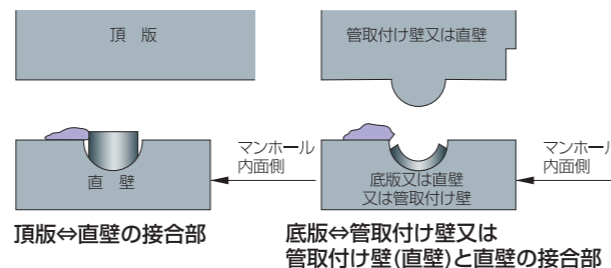 頂 版
管取付け壁又は直壁
直 壁
マンホール
内面側
底版又は直壁
又は管取付け壁
マンホール
内面側
頂版⇔直壁の接合部
底版⇔管取付け壁又は
管取付け壁(直壁)と直壁の接合部